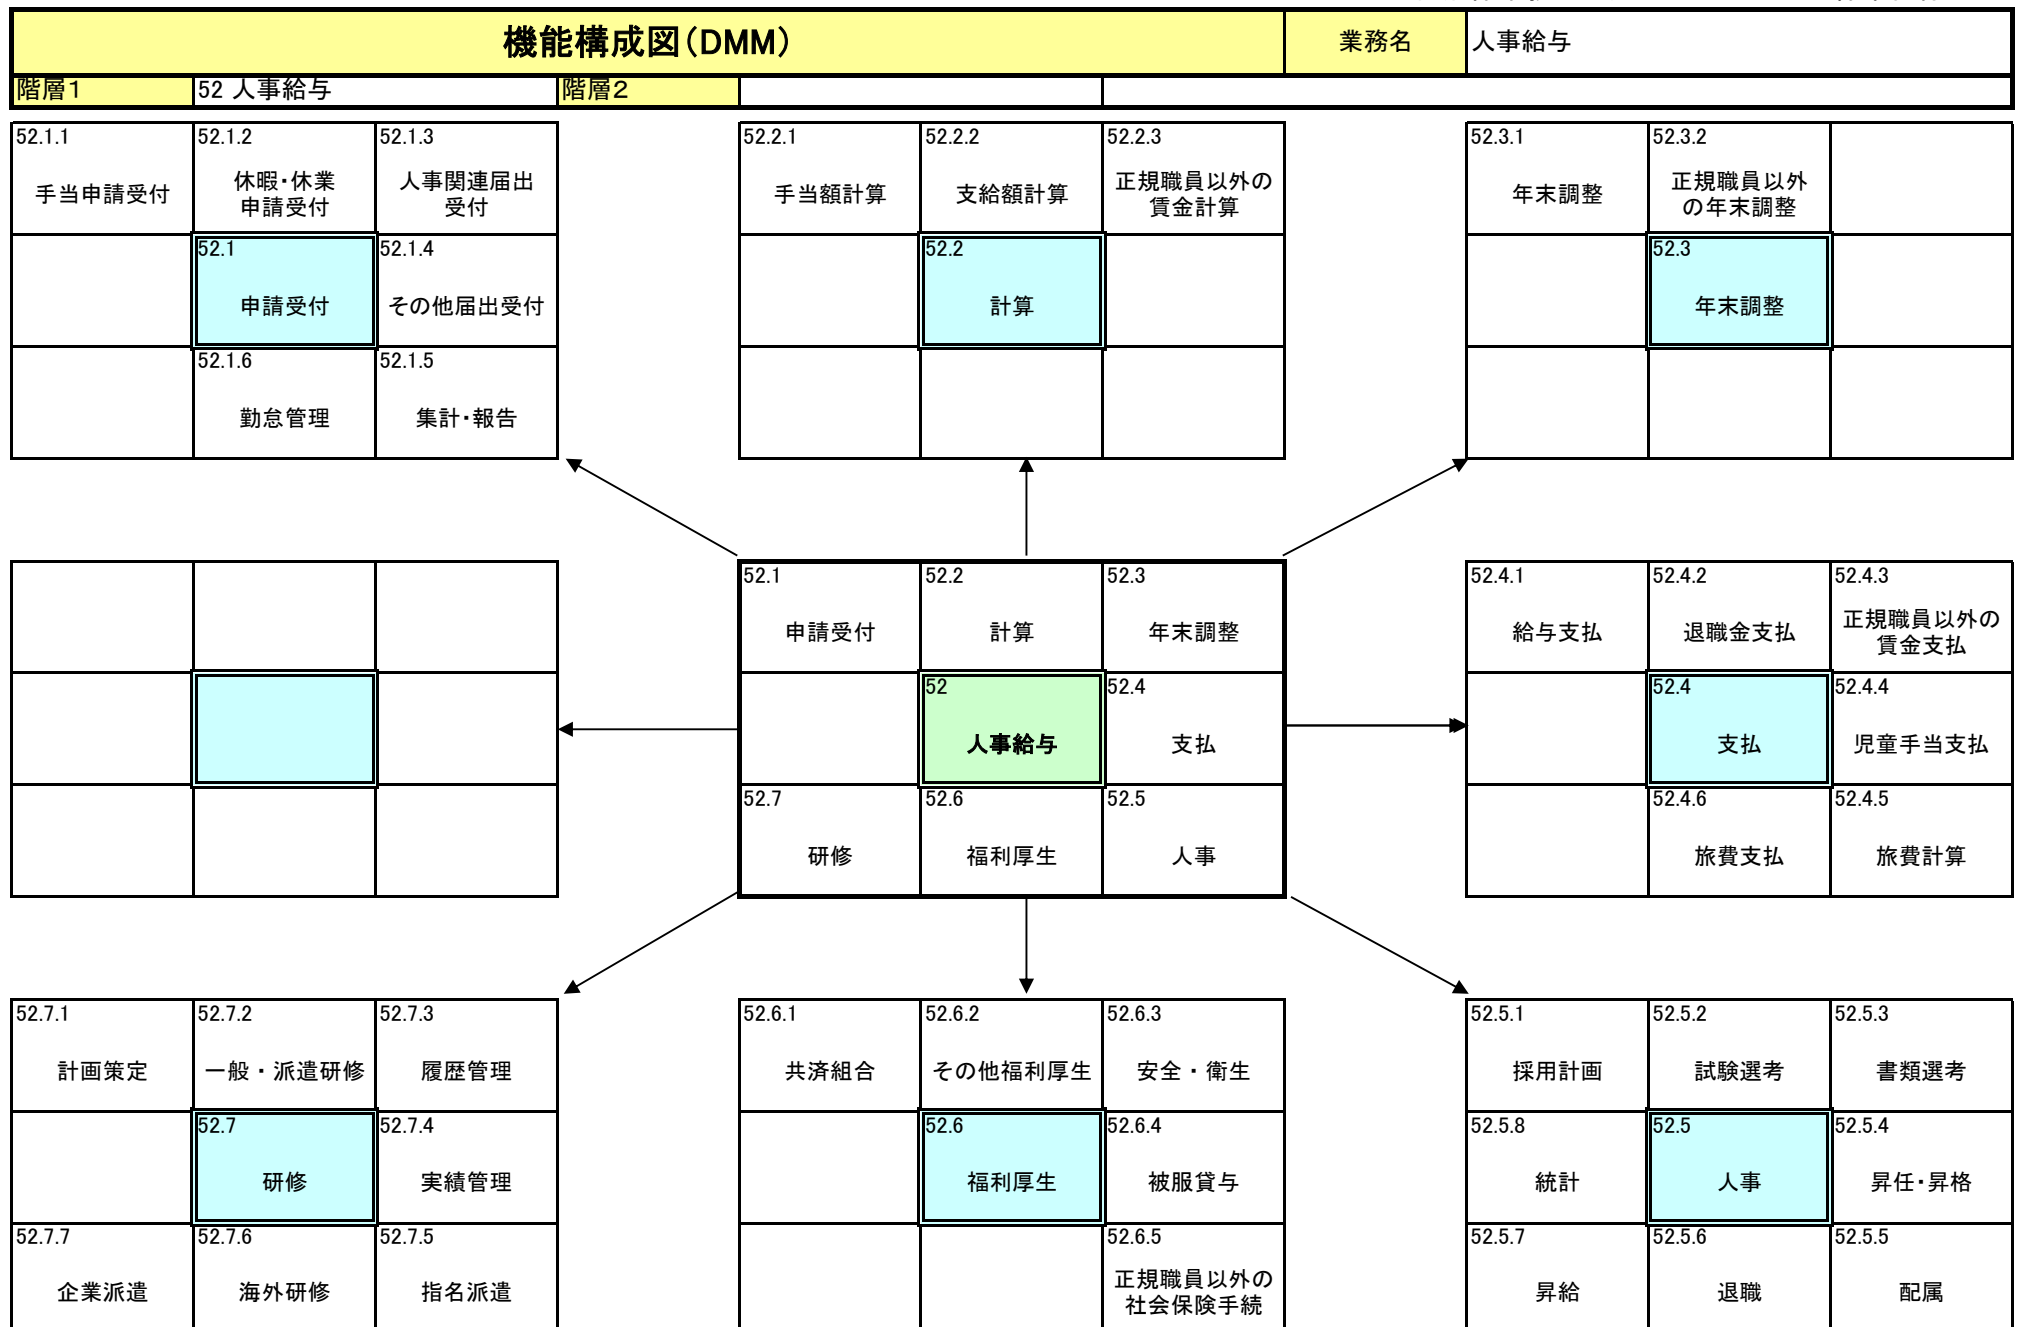 機能構成図(DMM)
業務名
人事給与
階層1
52 人事給与
階層2
52.1.1
手当申請受付
52.1.2
休暇・休業
申請受付
52.1.3
人事関連届出
受付
52.1
申請受付
52.1.4
その他届出受付
52.1.6
勤怠管理
52.1.5
集計・報告
52.2.1
手当額計算
52.2.2
支給額計算
52.2.3
正規職員以外の
賃金計算
52.2
計算
52.3.1
年末調整
52.3.2
正規職員以外
の年末調整
52.3
年末調整
52.1
申請受付
52.2
計算
52.3
年末調整
52
人事給与
52.4
支払
52.7
研修
52.6
福利厚生
52.5
人事
52.4.1
給与支払
52.4.2
退職金支払
52.4.3
正規職員以外の
賃金支払
52.4
支払
52.4.4
児童手当支払
52.4.6
旅費支払
52.4.5
旅費計算
52.7.1
計画策定
52.7.2
一般・派遣研修
52.7.3
履歴管理
52.7
研修
52.7.4
実績管理
52.7.7
企業派遣
52.7.6
海外研修
52.7.5
指名派遣
52.6.1
共済組合
52.6.2
その他福利厚生
52.6.3
安全・衛生
52.6
福利厚生
52.6.4
被服貸与
52.6.5
正規職員以外の
社会保険手続
52.5.1
採用計画
52.5.2
試験選考
52.5.3
書類選考
52.5.8
統計
52.5
人事
52.5.4
昇任・昇格
52.5.7
昇給
52.5.6
退職
52.5.5
配属